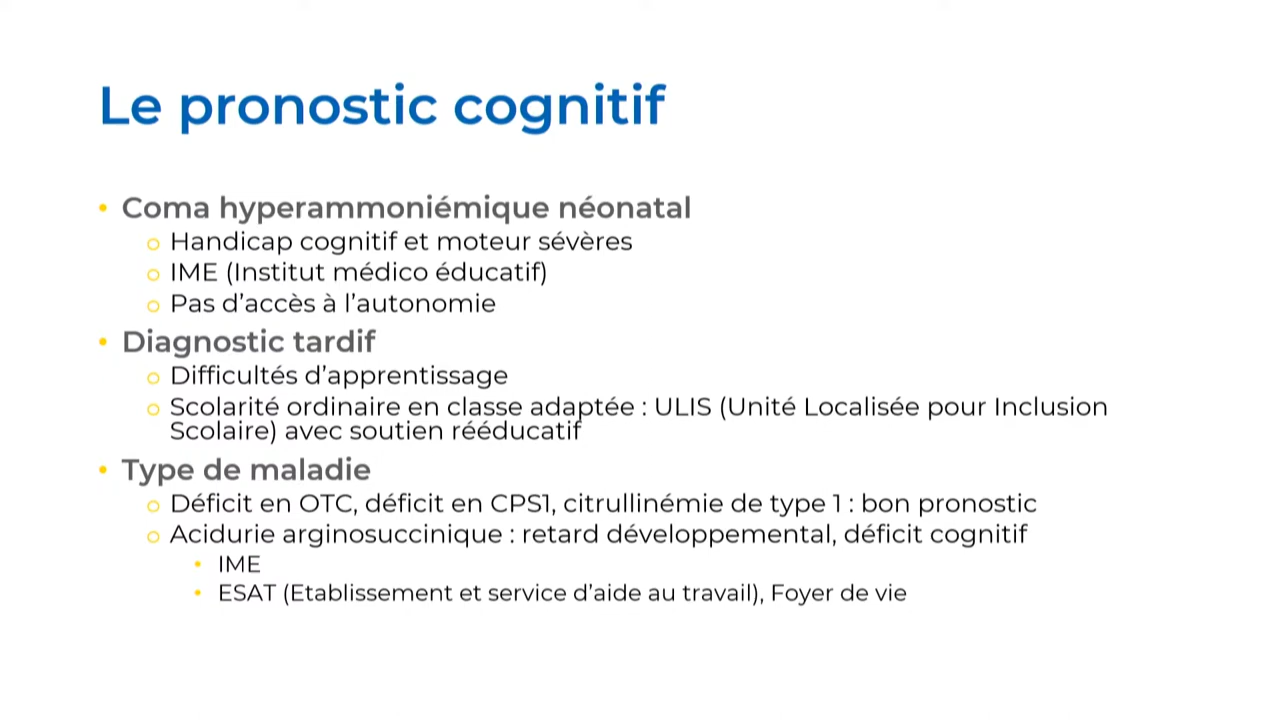 Le pronostic cognitif
• Coma hyperammoniémique néonatal
o Handicap cognitif et moteur sévères
o IME (Institut médico éducatif)
o Pas d’accès à l’autonomie
• Diagnostic tardif
o Difficultés d’apprentissage
o Scolarité ordinaire en classe adaptée : ULIS (Unité Localisée pour Inclusion
Scolaire) avec soutien rééducatif
• Type de maladie
o Déficit en OTC, déficit en CPS1, citrullinémie de type 1 : bon pronostic
o Acidurie arginosuccinique : retard développemental, déficit cognitif
• IME
• ESAT (Etablissement et service d’aide au travail), Foyer de vie